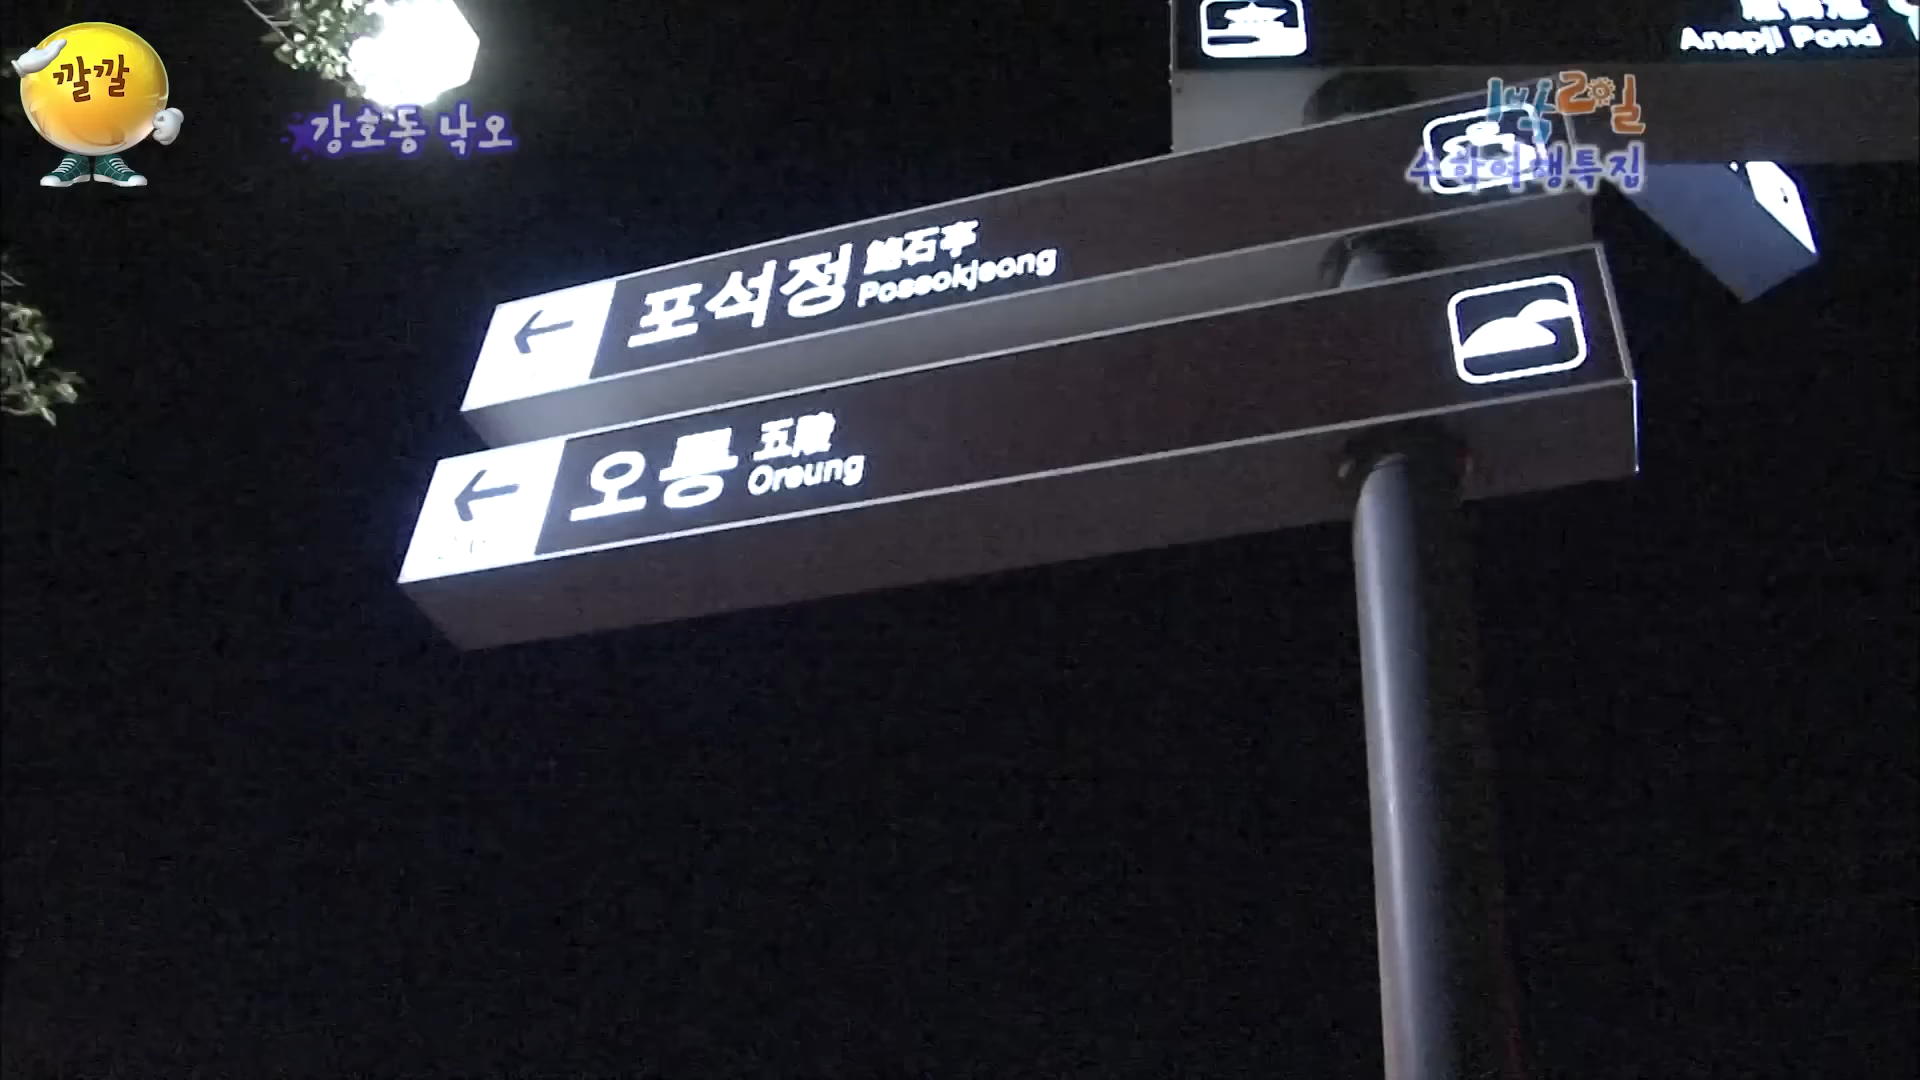 깔깔
강호동 낙오
1박2일
수학여행특집
Anapji Pond
포석정 鮑石亭
Poseokjeong
오릉 五陵
Oreung